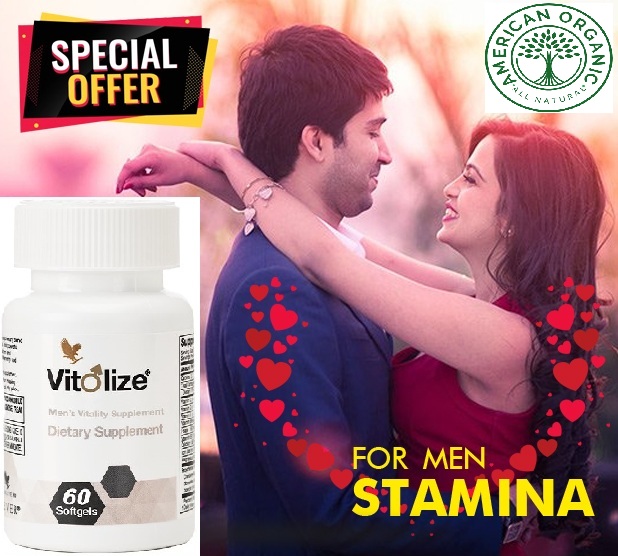 SPECIAL
OFFER
AMERICAN ORGANIC
ALL NATURAL
Vitolize
Men's Vitality Supplement
Dietary Supplement
60
Softgels
FOR MEN
STAMINA